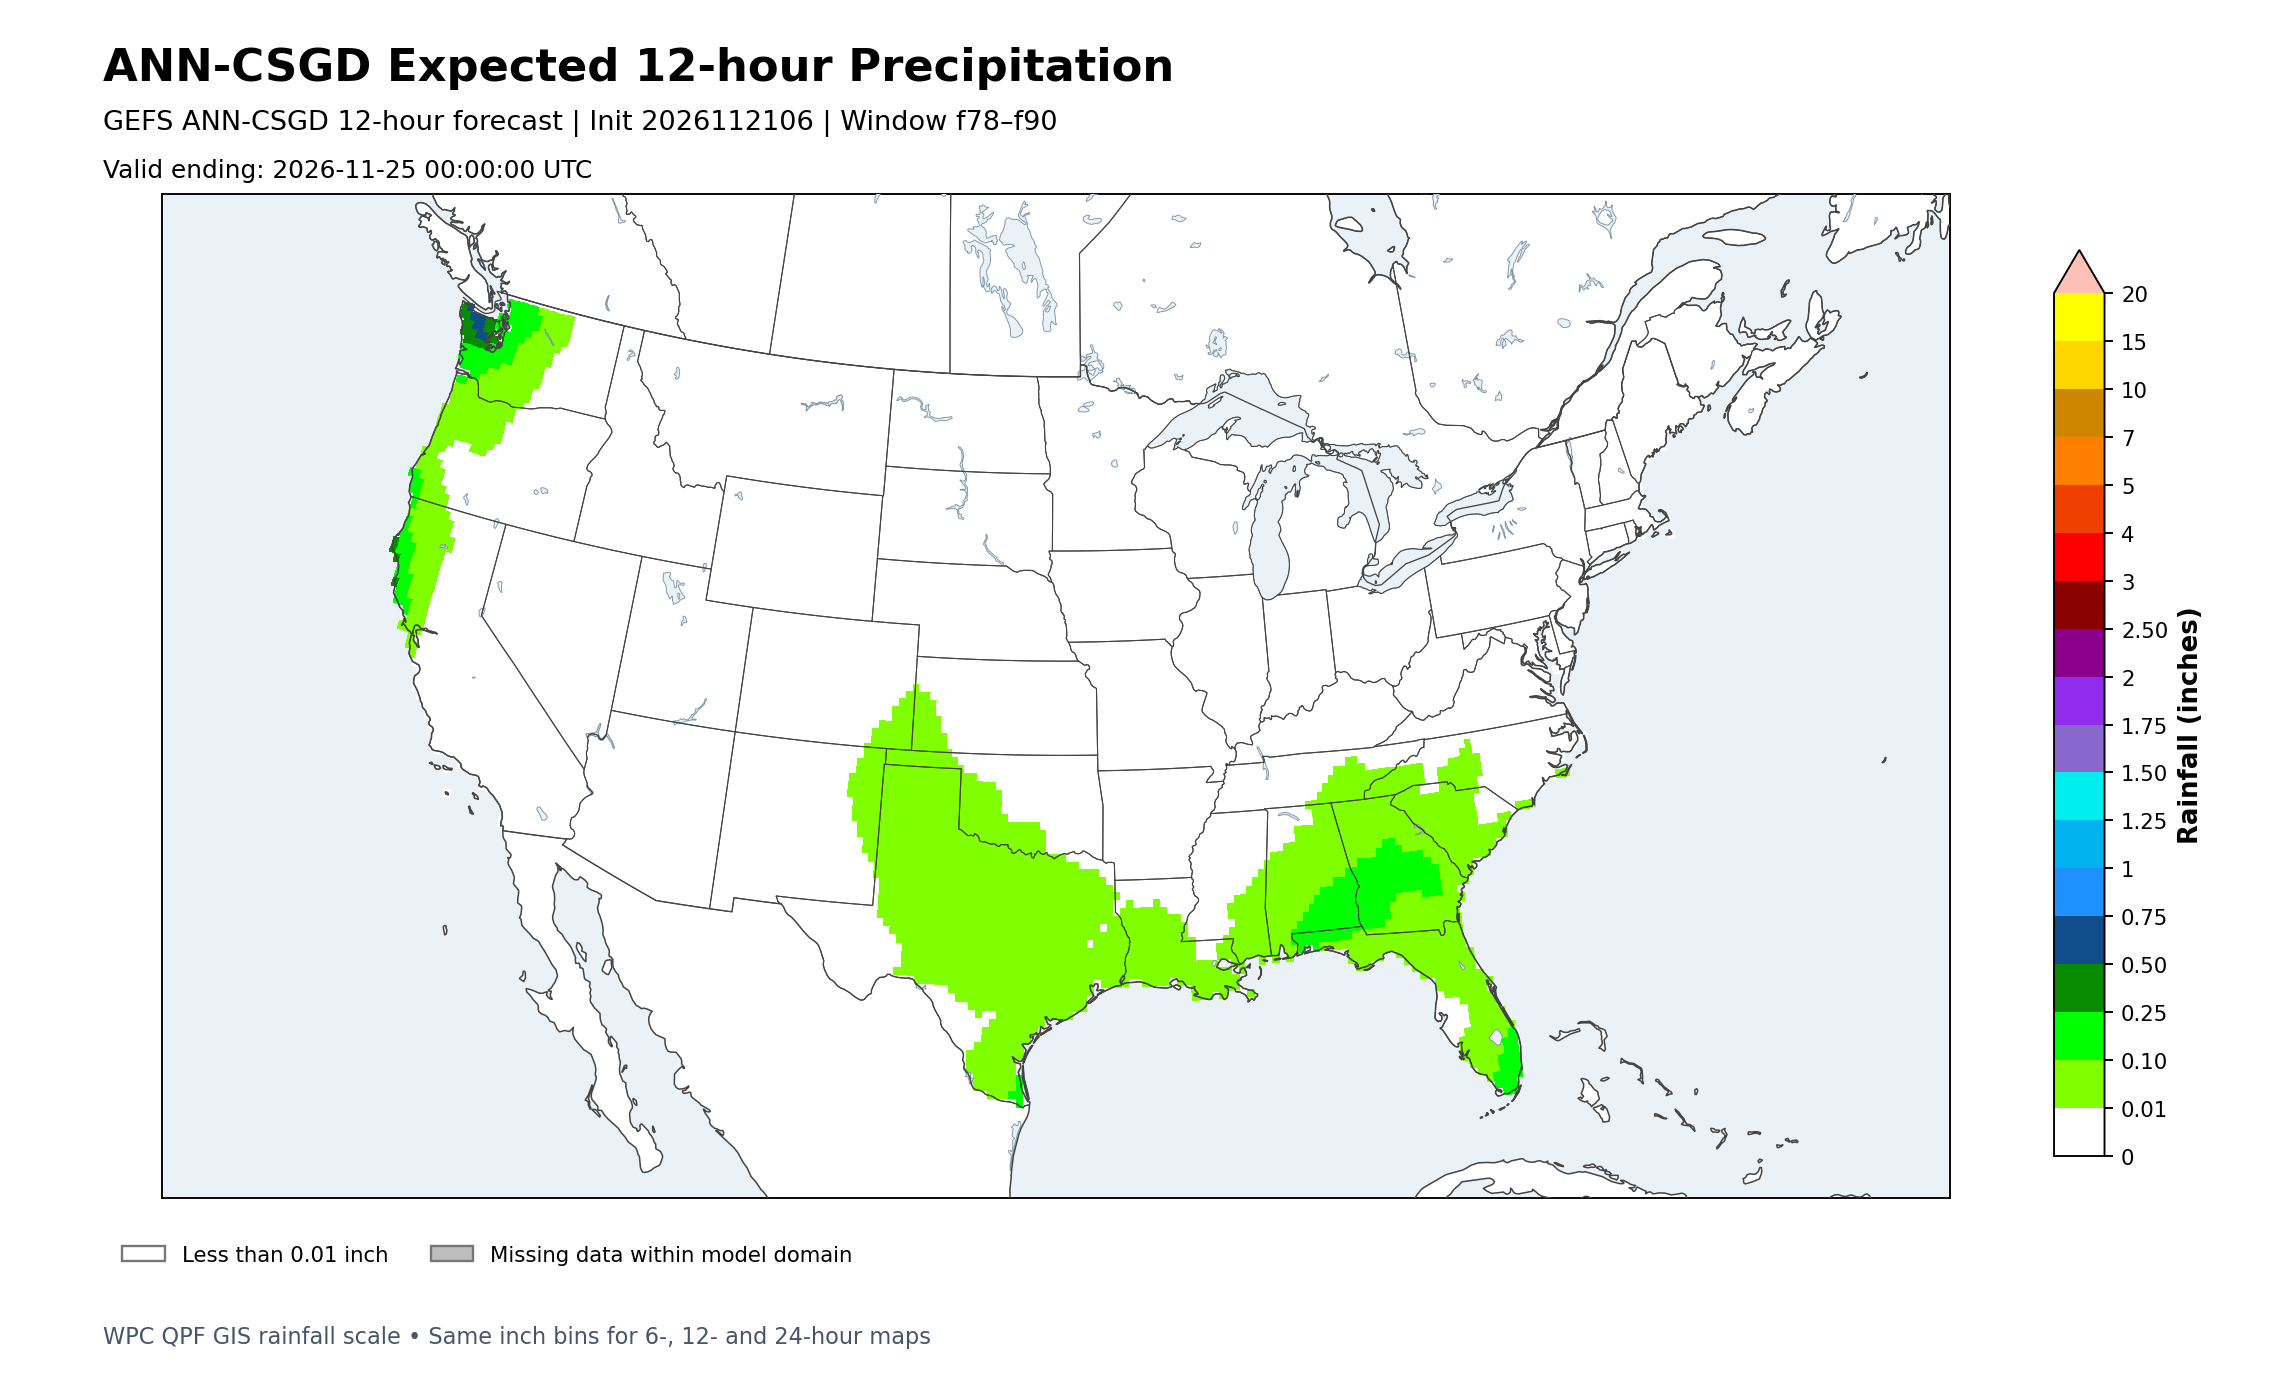 ANN-CSGD Expected 12-hour Precipitation
GEFS ANN-CSGD 12-hour forecast | Init 2026112106 | Window f78–f90
Valid ending: 2026-11-25 00:00:00 UTC
20
15
10
7
5
4
3
2.50
2
1.75
1.50
1.25
1
0.75
0.50
0.25
0.10
0.01
0
Rainfall (inches)
Less than 0.01 inch
Missing data within model domain
WPC QPF GIS rainfall scale • Same inch bins for 6-, 12- and 24-hour maps